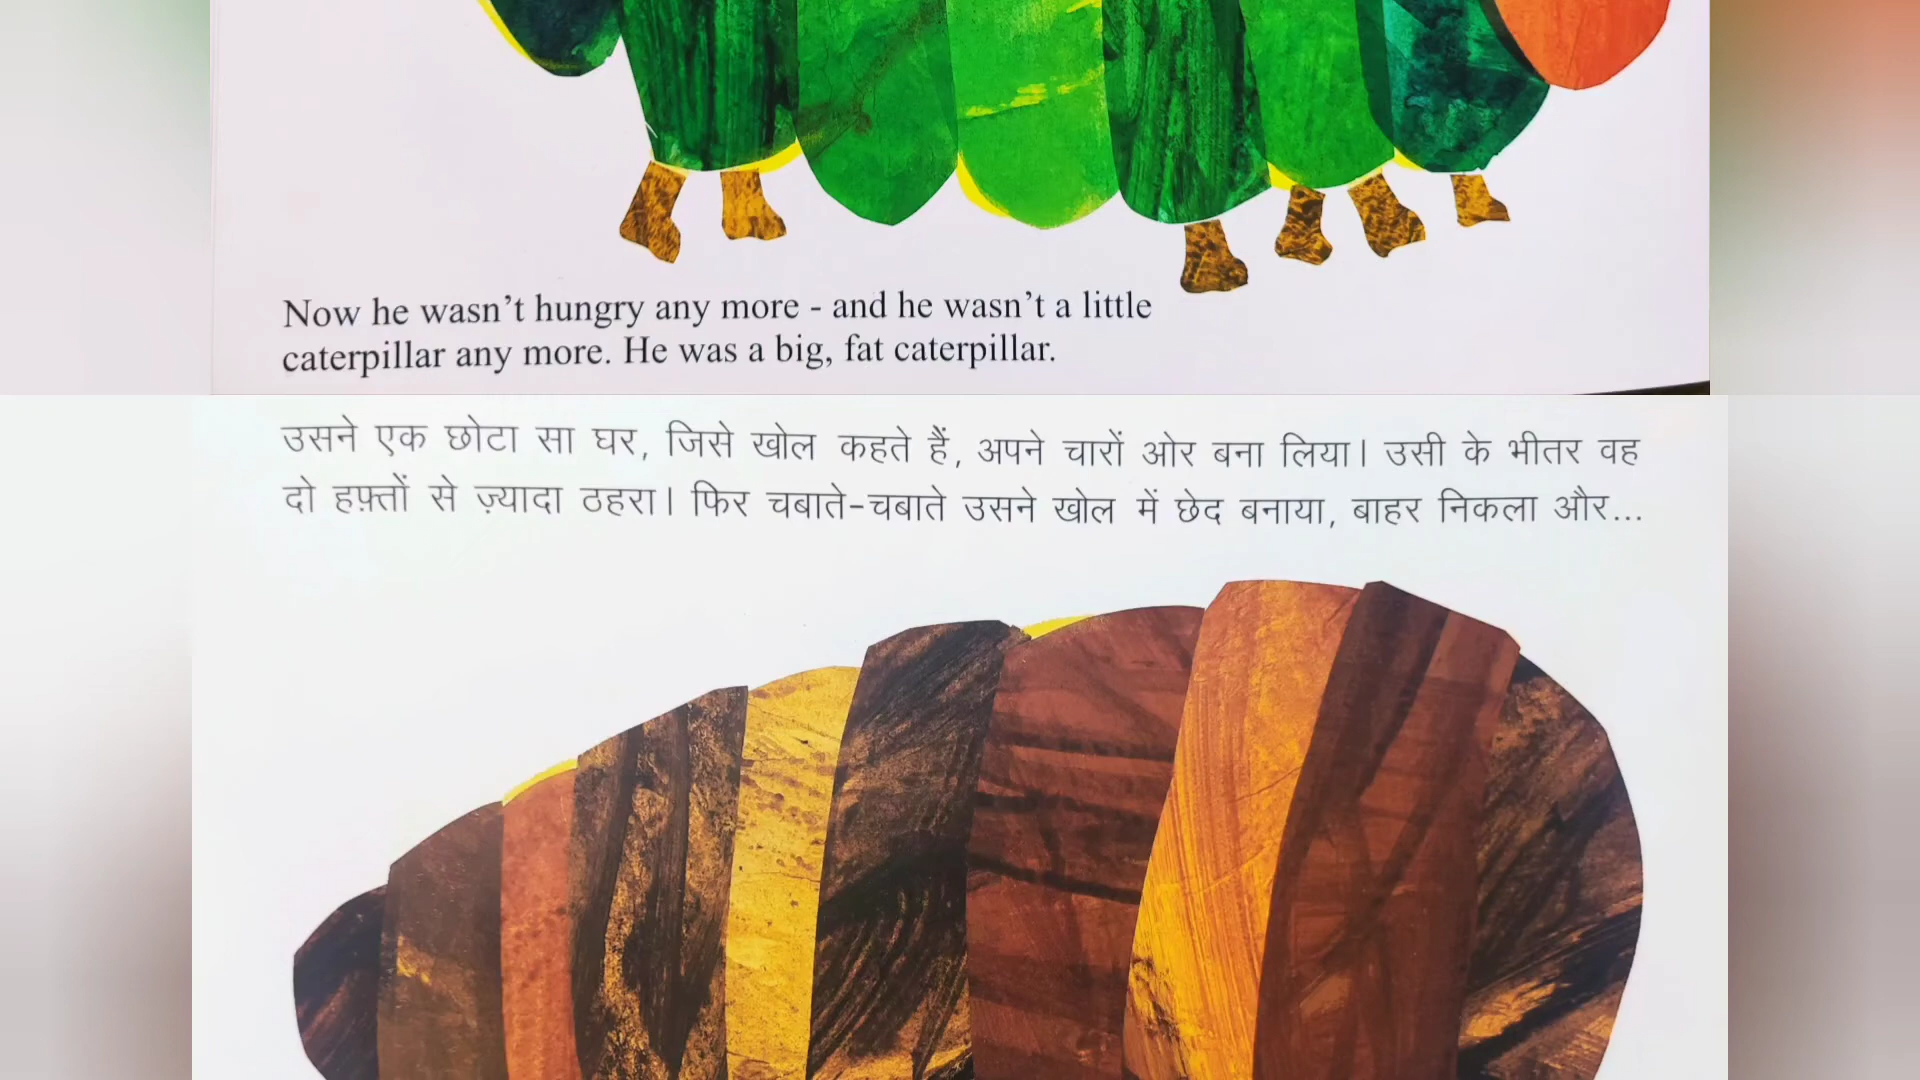 Now he wasn't hungry any more - and he wasn't a little
caterpillar any more. He was a big, fat caterpillar.
उसने एक छोटा सा घर, जिसे खोल कहते हैं, अपने चारों ओर बना लिया। उसी के भीतर वह
दो हफ़्तों से ज़्यादा ठहरा। फिर चबाते-चबाते उसने खोल में छेद बनाया, बाहर निकला और...